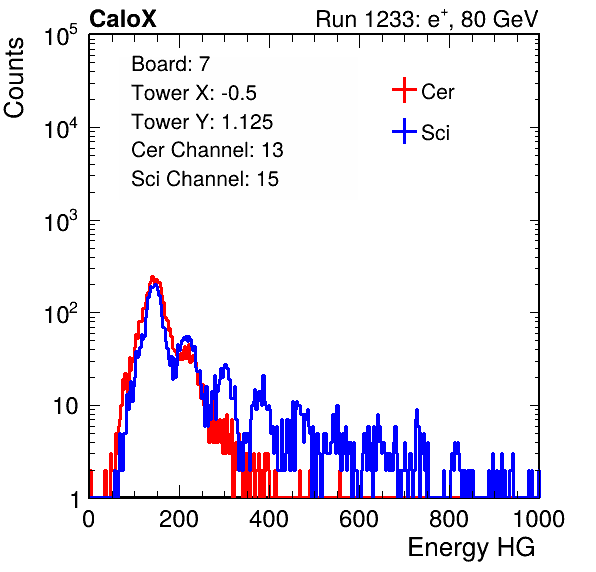 CaloX Run 1233: e⁺, 80 GeV
Counts
10⁵
10⁴
10³
10²
10
1
Board: 7
Tower X: -0.5
Tower Y: 1.125
Cer Channel: 13
Sci Channel: 15
Cer
Sci
0 200 400 600 800 1000
Energy HG